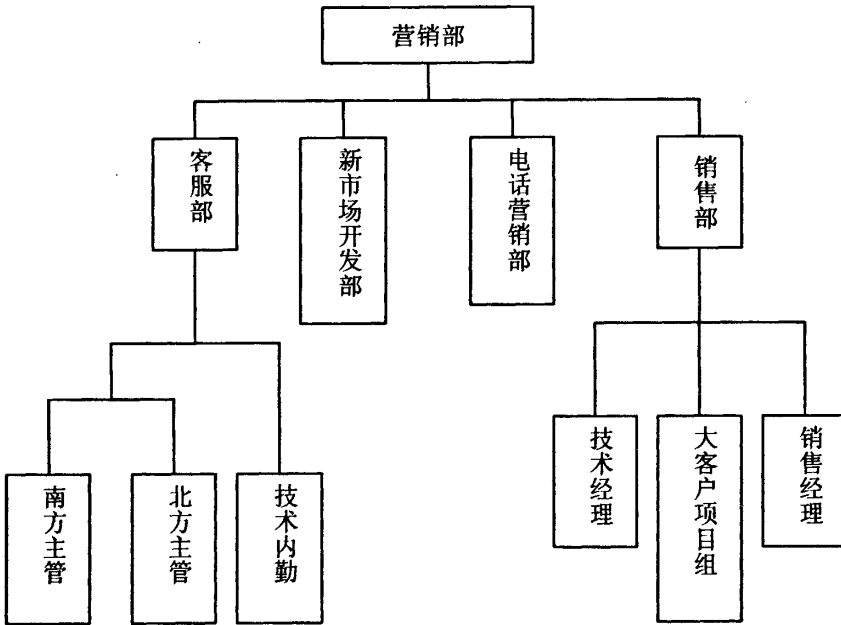 营销部
客服部
新市场开发部
电话营销部
销售部
技术经理
大客户项目组
销售经理
南方主管
北方主管
技术内勤